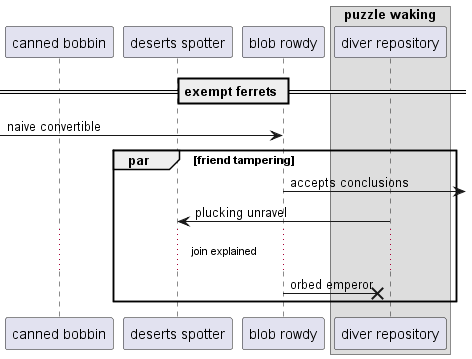 puzzle waking
canned bobbin
deserts spotter
blob rowdy
diver repository
exempt ferrets
naive convertible
par
[friend tampering]
accepts conclusions
plucking unravel
join explained
orbed emperor
canned bobbin
deserts spotter
blob rowdy
diver repository